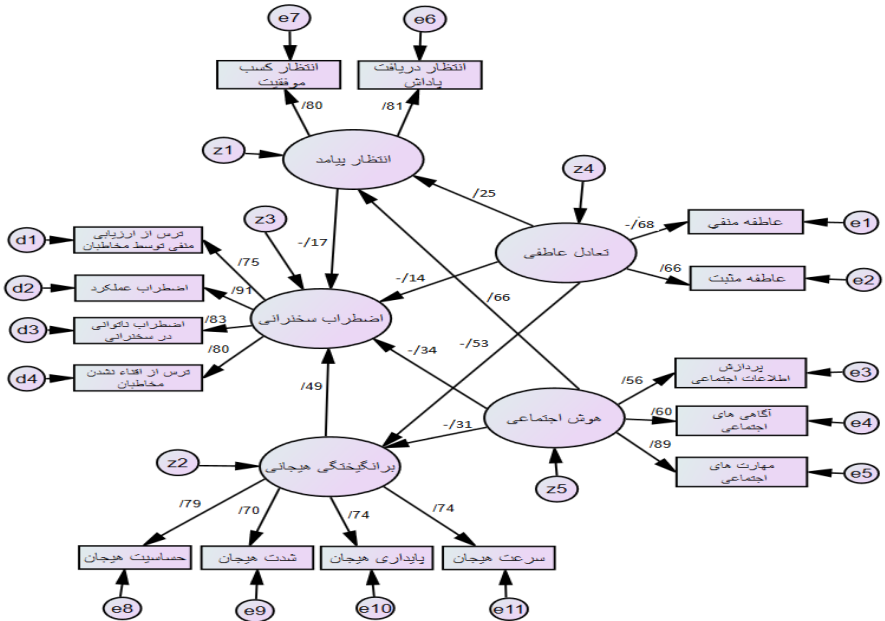 e7
e6
انتظار کسب
موفقیت
انتظار دریافت
پاداش
/80
/81
z1
انتظار پیامد
z4
/25
z3
-/17
d1
ترس از ارزیابی
منفی توسط مخاطبان
/75
-/68
عاطفه منفی
e1
تعادل عاطفی
-/14
/66
عاطفه مثبت
e2
d2
اضطراب عملکرد
/91
/66
اضطراب سخنرانی
d3
اضطراب ناتوانی
در سخنرانی
/83
-/53
/80
-/34
d4
ترس از اقناء نشدن
مخاطبان
/49
هوش اجتماعی
/56
پردازش
اطلاعات اجتماعی
e3
/60
آگاهی های
اجتماعی
e4
-/31
/89
مهارت های
اجتماعی
e5
z2
برانگیختگی هیجانی
z5
/79
/70
/74
/74
حساسیت هیجان
شدت هیجان
پایداری هیجان
سرعت هیجان
e8
e9
e10
e11